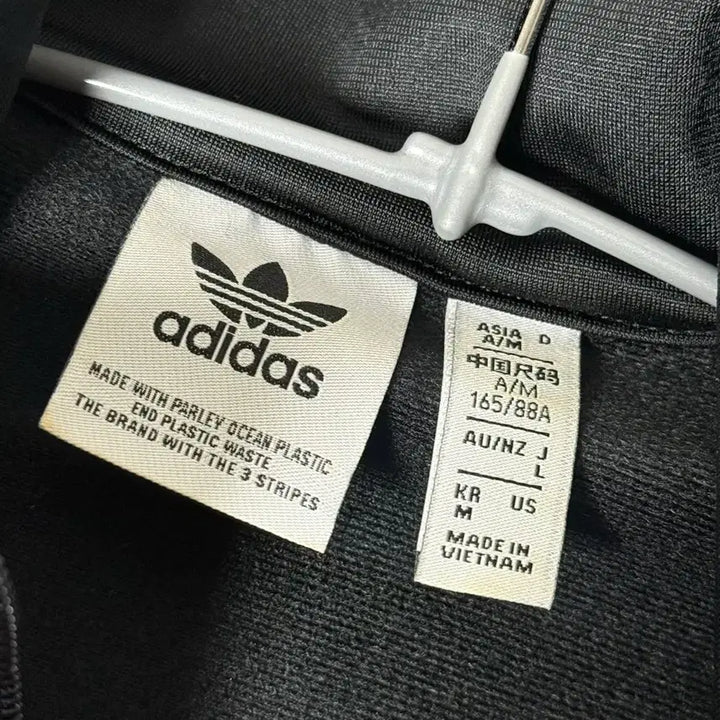 adidas
MADE WITH PARLEY OCEAN PLASTIC
END PLASTIC WASTE
THE BRAND WITH THE 3 STRIPES
ASIA D
A/M
中国尺码
A/M
165/88A
AU/NZ J
L
KR US
M
MADE IN
VIETNAM